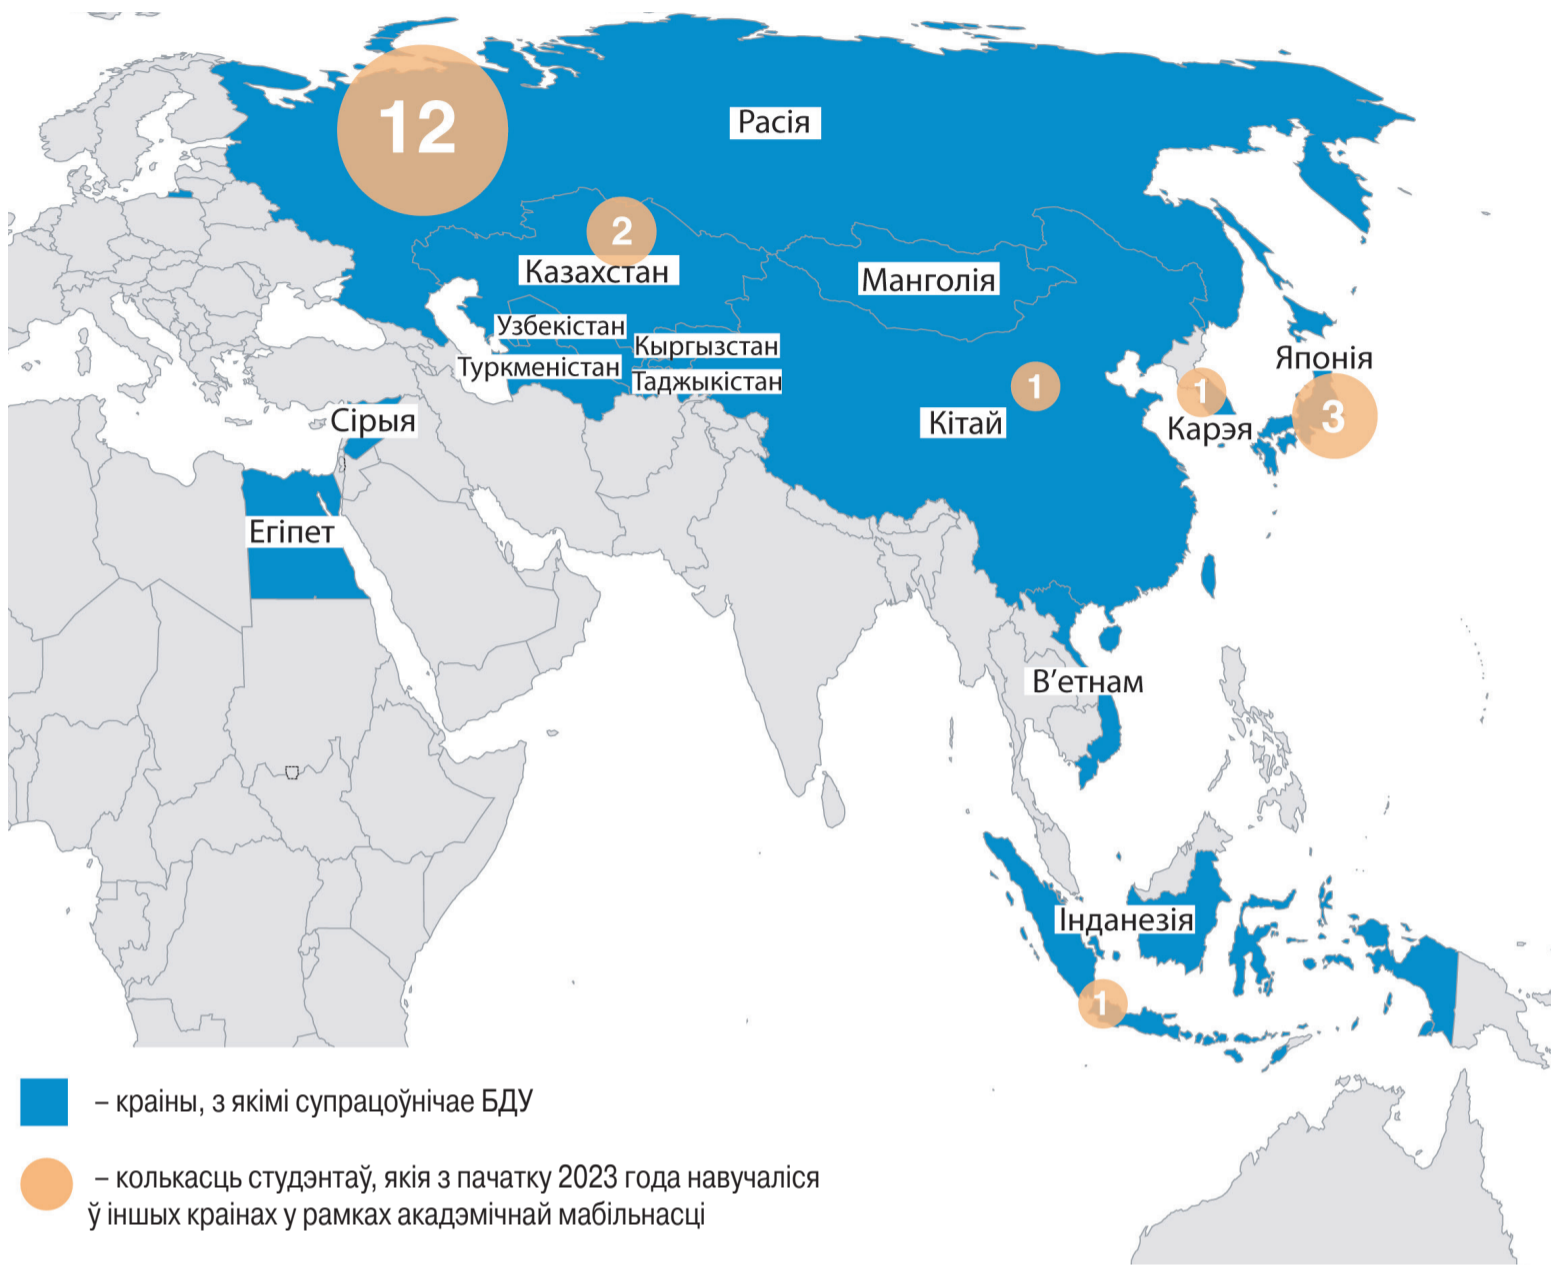 12
Расія
2
Казахстан
Манголія
Узбекістан
Кыргызстан
Туркменістан
Таджыкістан
Японія
1
1
3
Сірыя
Кітай
Карэя
Егіпет
В’етнам
Інданезія
1
– краіны, з якімі супрацоўнічае БДУ
– колькасць студэнтаў, якія з пачатку 2023 года навучаліся
ў іншых краінах у рамках акадэмічнай мабільнасці